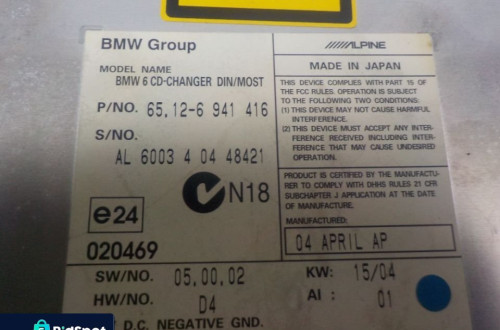 BMW Group
ALPINE
MODEL NAME
BMW 6 CD-CHANGER DIN/MOST
MADE IN JAPAN
P/NO. 65.12-6 941 416
THIS DEVICE COMPLIES WITH PART 15 OF
THE FCC RULES. OPERATION IS SUBJECT
TO THE FOLLOWING TWO CONDITIONS.
(1) THIS DEVICE MAY NOT CAUSE HARMFUL
INTERFERENCE.
(2) THIS DEVICE MUST ACCEPT ANY INTER-
FERENCE RECEIVED INCLUDING INTER-
FERENCE THAT MAY CAUSE UNDESIRED
OPERATION.
S/NO.
AL 6003 4 04 48421
N18
PRODUCT IS CERTIFIED BY THE MANUFACTU-
RER TO COMPLY WITH DHHS RULES 21 CFR
SUBCHAPTER J APPLICABLE AT DATE OF
MANUFACTURE.
MANUFACTURED:
04 APRIL AP
e24
020469
SW/NO. 05.00.02
KW: 15/04
HW/NO. D4
AI: 01
D.C. NEGATIVE GND.
BidSpot